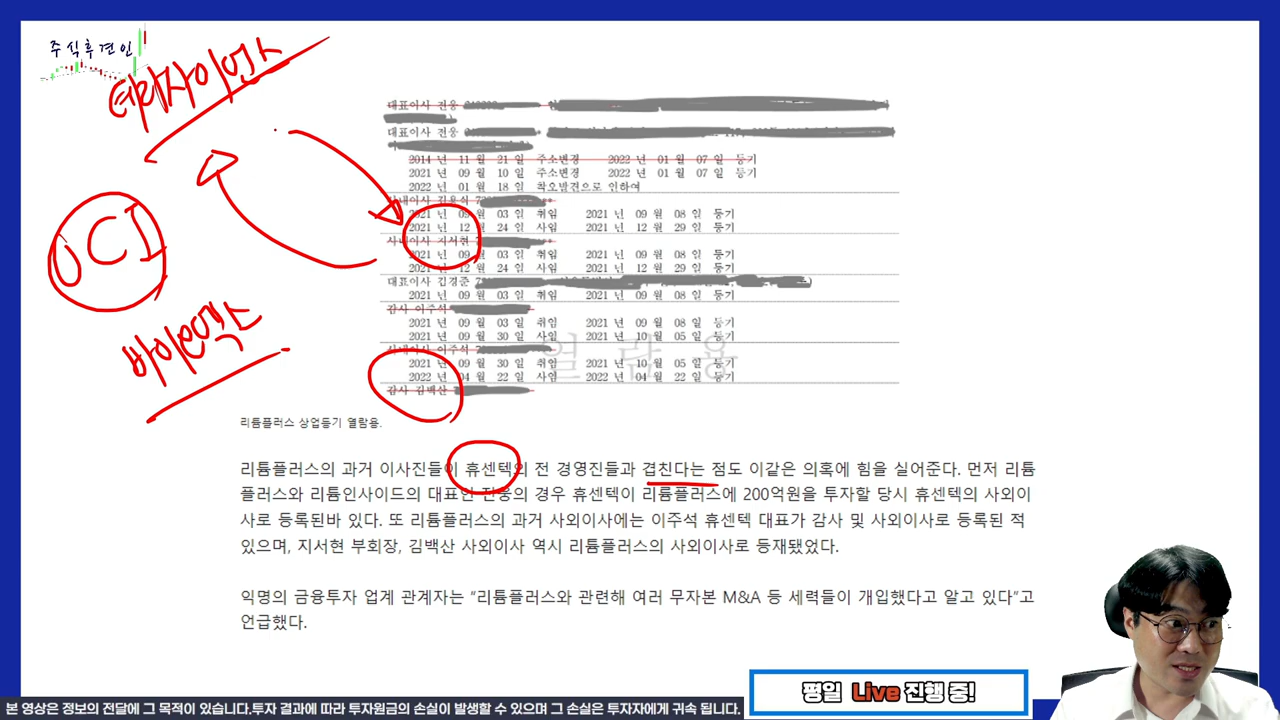 주식후견인
OCI
대표이사 전웅
대표이사 전웅
2014 년 11 월 21 일 주소변경 2022 년 01 월 07 일 등기
2021 년 09 월 10 일 주소변경 2022 년 01 월 07 일 등기
2022 년 01 월 18 일 착오발견으로 인하여
2021 년 09 월 03 일 취임 2021 년 09 월 08 일 등기
2021 년 12 월 24 일 사임 2021 년 12 월 29 일 등기
사내이사 지서현
2021 년 09 월 03 일 취임 2021 년 09 월 08 일 등기
2021 년 12 월 24 일 사임 2021 년 12 월 29 일 등기
대표이사 김경준
2021 년 09 월 03 일 취임 2021 년 09 월 08 일 등기
감사 이주석
2021 년 09 월 03 일 취임 2021 년 09 월 08 일 등기
2021 년 09 월 30 일 사임 2021 년 10 월 05 일 등기
사내이사 이주석
열람용
2021 년 09 월 30 일 취임 2021 년 10 월 05 일 등기
2022 년 04 월 22 일 사임 2022 년 04 월 22 일 등기
감사 김백산
리튬플러스 상업등기 열람용.
리튬플러스의 과거 이사진들이 휴센텍의 전 경영진들과 겹친다는 점도 이같은 의혹에 힘을 실어준다. 먼저 리튬
플러스와 리튬인사이드의 대표인 전웅의 경우 휴센텍이 리튬플러스에 200억원을 투자할 당시 휴센텍의 사외이
사로 등록된바 있다. 또 리튬플러스의 과거 사외이사에는 이주석 휴센텍 대표가 감사 및 사외이사로 등록된 적
있으며, 지서현 부회장, 김백산 사외이사 역시 리튬플러스의 사외이사로 등재됐었다.
익명의 금융투자 업계 관계자는 “리튬플러스와 관련해 여러 무자본 M&A 등 세력들이 개입했다고 알고 있다”고
언급했다.
평일 Live 진행 중!
본 영상은 정보의 전달에 그 목적이 있습니다.투자 결과에 따라 투자원금의 손실이 발생할 수 있으며 그 손실은 투자자에게 귀속 됩니다.